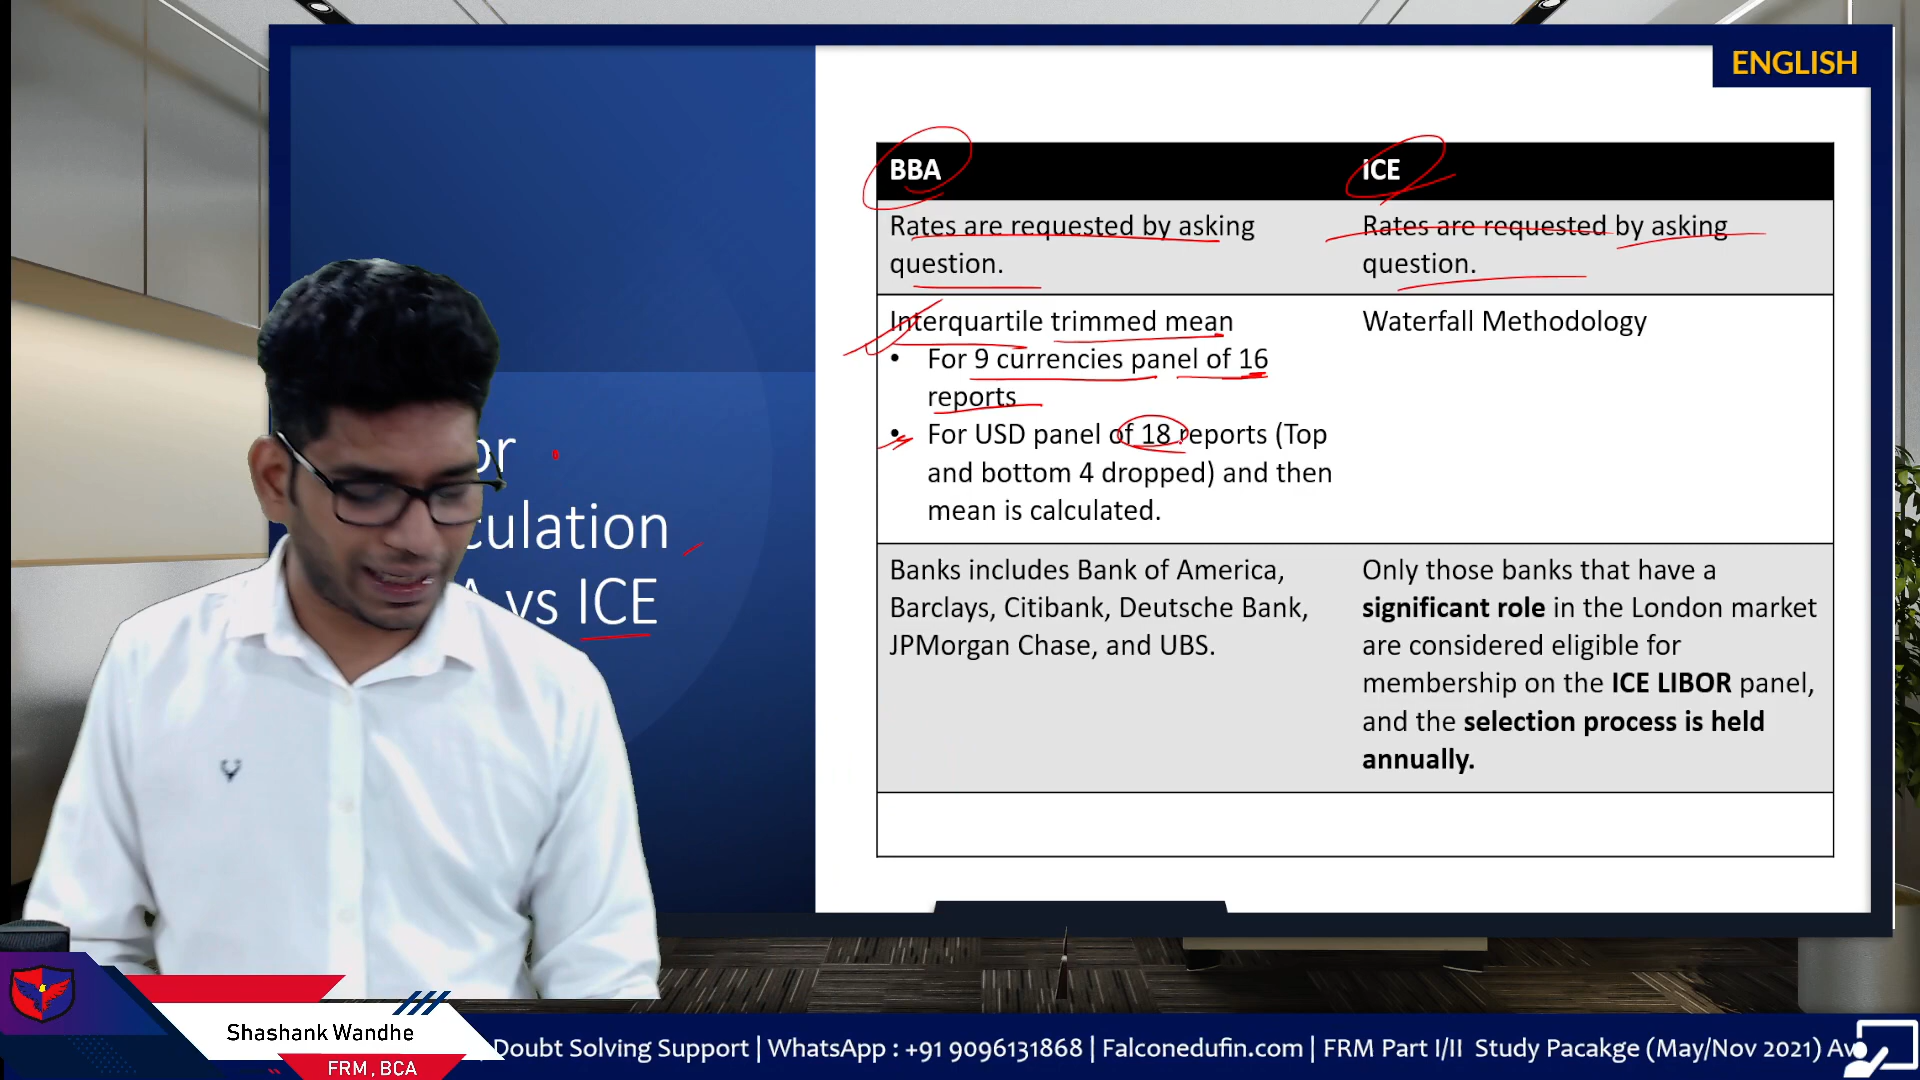 ENGLISH
BBA
ICE
Rates are requested by asking
question.
Rates are requested by asking
question.
Interquartile trimmed mean
• For 9 currencies panel of 16
reports
• For USD panel of 18 reports (Top
and bottom 4 dropped) and then
mean is calculated.
Waterfall Methodology
Banks includes Bank of America,
Barclays, Citibank, Deutsche Bank,
JPMorgan Chase, and UBS.
Only those banks that have a
significant role in the London market
are considered eligible for
membership on the ICE LIBOR panel,
and the selection process is held
annually.
vs ICE
Shashank Wandhe
FRM, BCA
Doubt Solving Support | WhatsApp : +91 9096131868 | Falconedufin.com | FRM Part I/II Study Pacakge (May/Nov 2021)